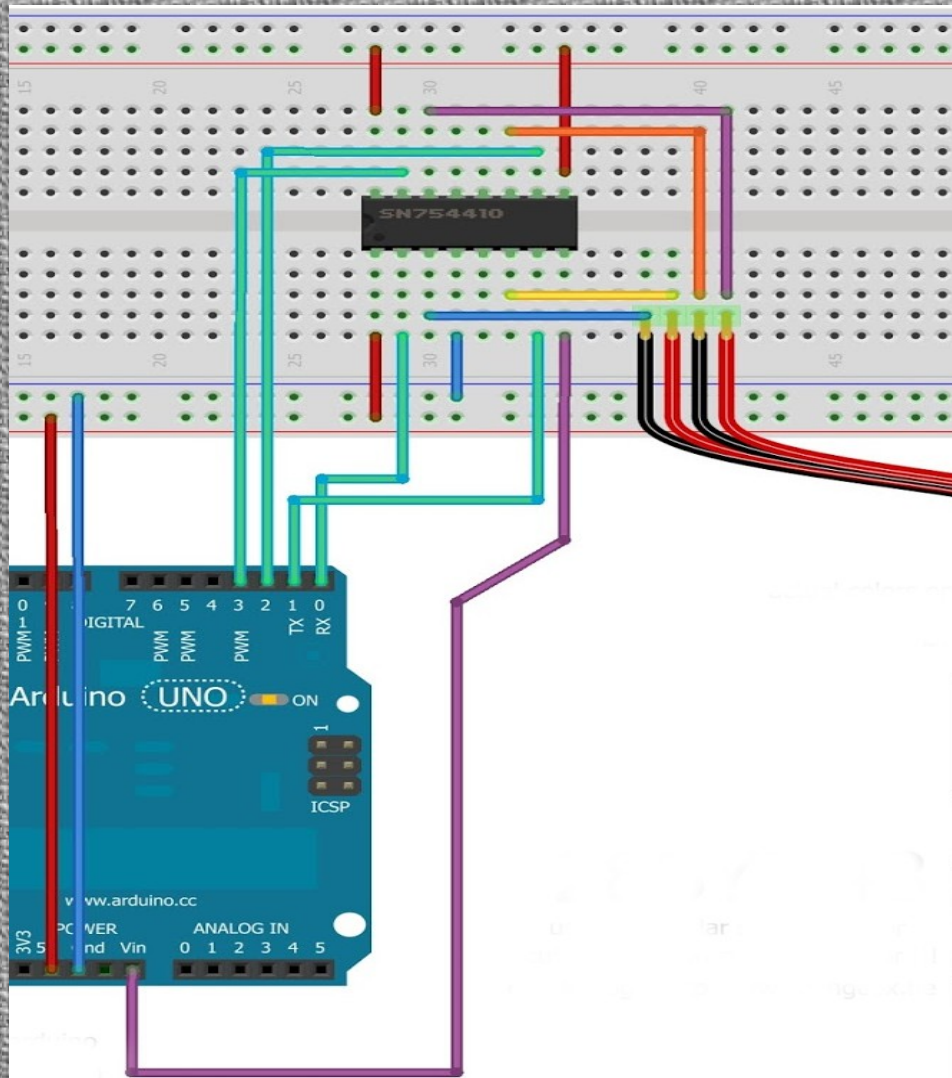 15 20 25 30 40 45
SN754410
15 20 30 45
0 7 6 5 4 3 2 1 0
1 DIGITAL TX RX
PWM PWM PWM PWM PWM
Arduino UNO ON
1
ICSP
www.arduino.cc
POWER ANALOG IN
3V3 5 nd Vin 0 1 2 3 4 5